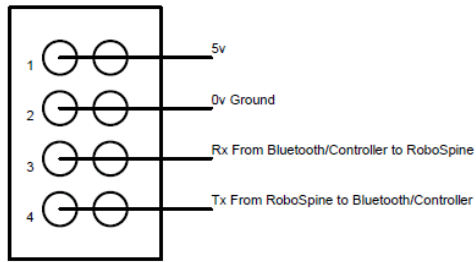 1 5v
2 0v Ground
3 Rx From Bluetooth/Controller to RoboSpine
4 Tx From RoboSpine to Bluetooth/Controller